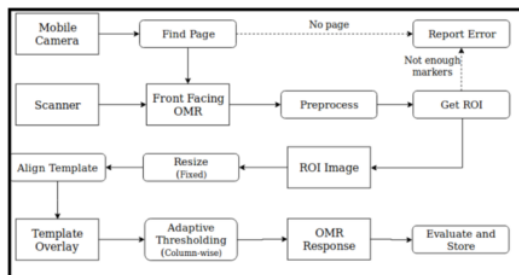 Mobile
Camera
Find Page
No page
Report Error
Not enough
markers
Scanner
Front Facing
OMR
Preprocess
Get ROI
Align Template
Resize
(Fixed)
ROI Image
Template
Overlay
Adaptive
Thresholding
(Column-wise)
OMR
Response
Evaluate and
Store